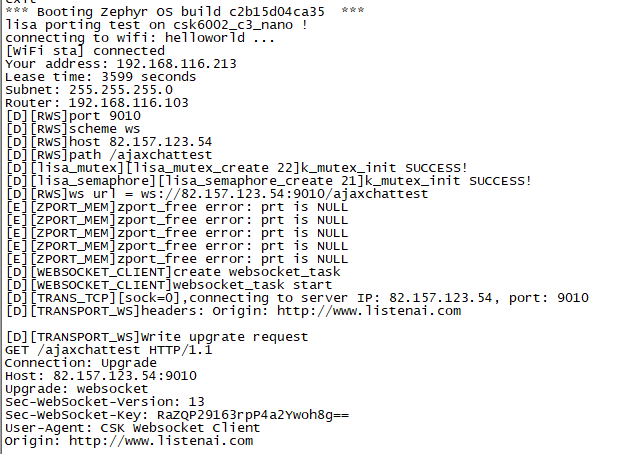 exit
*** Booting Zephyr OS build c2b15d04ca35  ***
lisa porting test on csk6002_c3_nano !
connecting to wifi: helloworld ...
[WiFi sta] connected
Your address: 192.168.116.213
Lease time: 3599 seconds
Subnet: 255.255.255.0
Router: 192.168.116.103
[D][RWS]port 9010
[D][RWS]scheme ws
[D][RWS]host 82.157.123.54
[D][RWS]path /ajaxchattest
[D][lisa_mutex][lisa_mutex_create 22]k_mutex_init SUCCESS!
[D][lisa_semaphore][lisa_semaphore_create 21]k_mutex_init SUCCESS!
[D][RWS]ws url = ws://82.157.123.54:9010/ajaxchattest
[E][ZPORT_MEM]zport_free error: prt is NULL
[E][ZPORT_MEM]zport_free error: prt is NULL
[E][ZPORT_MEM]zport_free error: prt is NULL
[E][ZPORT_MEM]zport_free error: prt is NULL
[D][WEBSOCKET_CLIENT]create websocket_task
[D][WEBSOCKET_CLIENT]websocket_task start
[D][TRANS_TCP][sock=0],connecting to server IP: 82.157.123.54, port: 9010
[D][TRANSPORT_WS]headers: Origin: http://www.listenai.com
[D][TRANSPORT_WS]Write upgrate request
GET /ajaxchattest HTTP/1.1
Connection: Upgrade
Host: 82.157.123.54:9010
Upgrade: websocket
Sec-WebSocket-Version: 13
Sec-WebSocket-Key: RaZQP29163rpP4a2Ywoh8g==
User-Agent: CSK Websocket Client
Origin: http://www.listenai.com